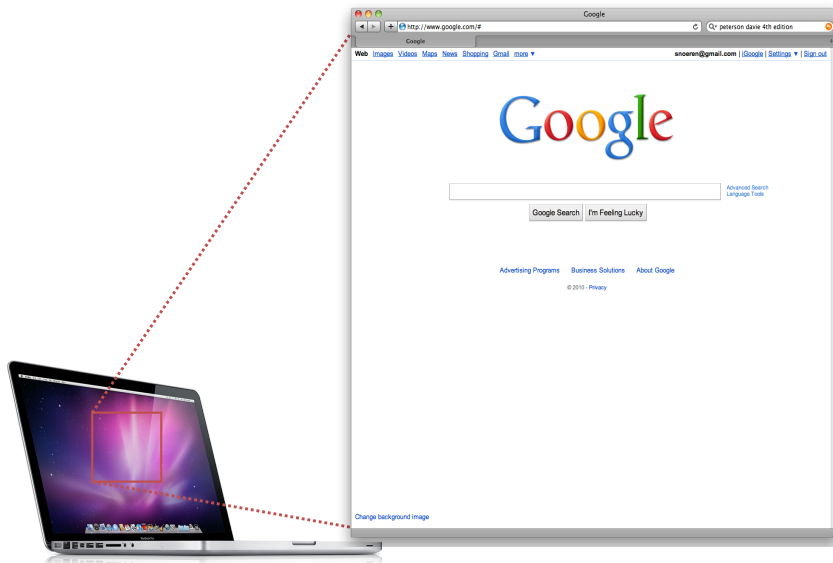 Google
http://www.google.com/#
peterson davie 4th edition
Google
Web Images Videos Maps News Shopping Gmail more ▼
snoeren@gmail.com | iGoogle | Settings ▼ | Sign out
Google
Advanced Search
Language Tools
Google Search
I'm Feeling Lucky
Advertising Programs
Business Solutions
About Google
© 2010 - Privacy
Change background image